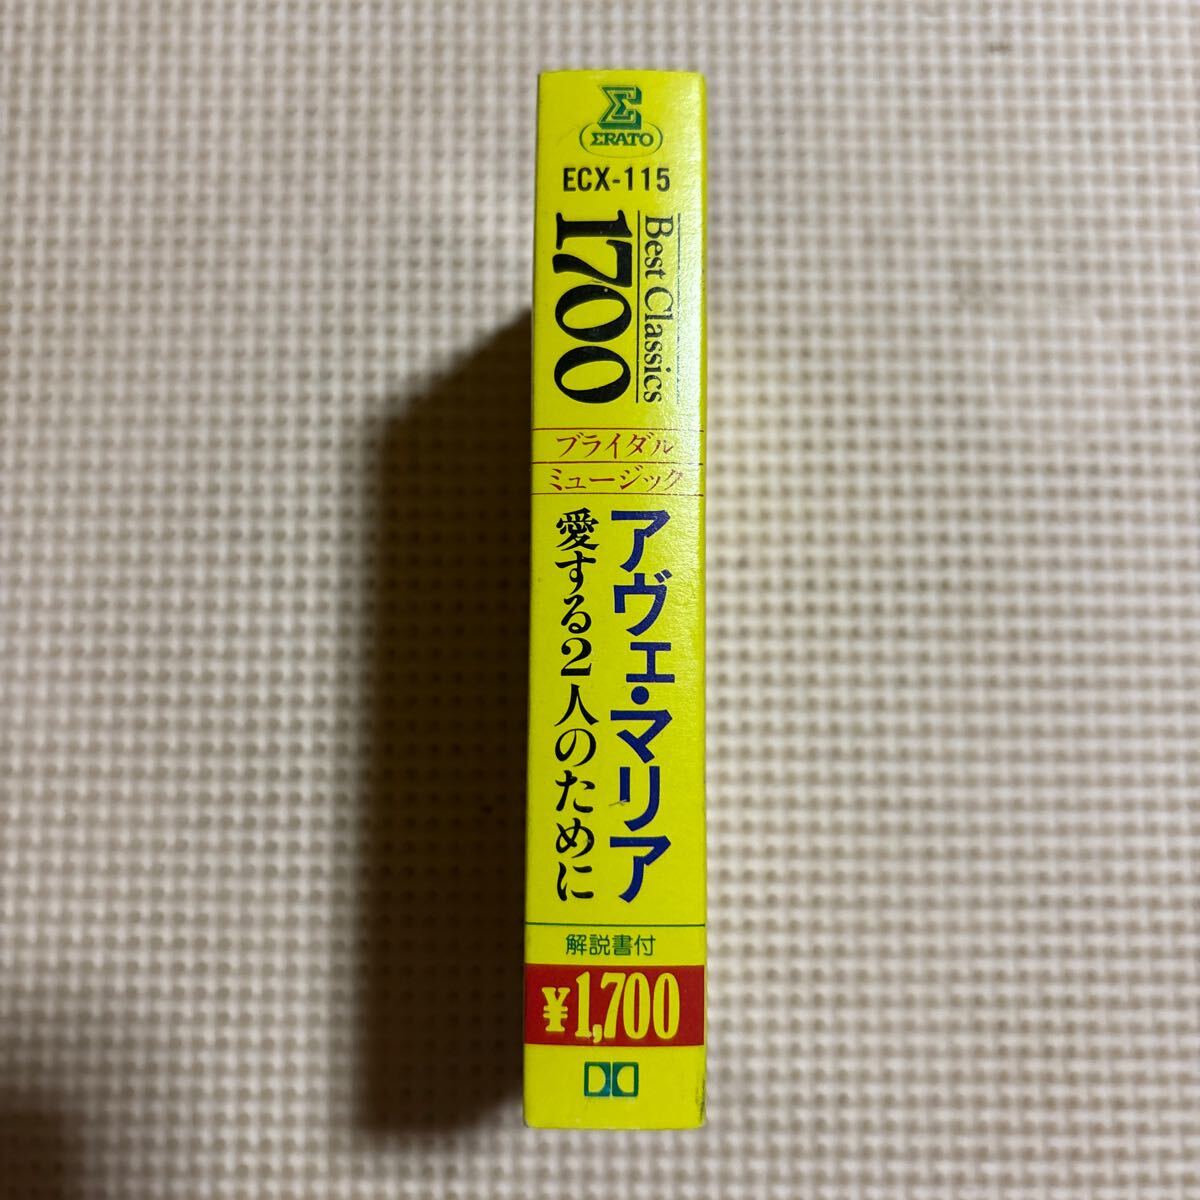 Σ
ΣRATO
ECX-115
Best Classics
1700
ブライダル
ミュージック
アヴェ・マリア
愛する2人のために
解説書付
¥1,700